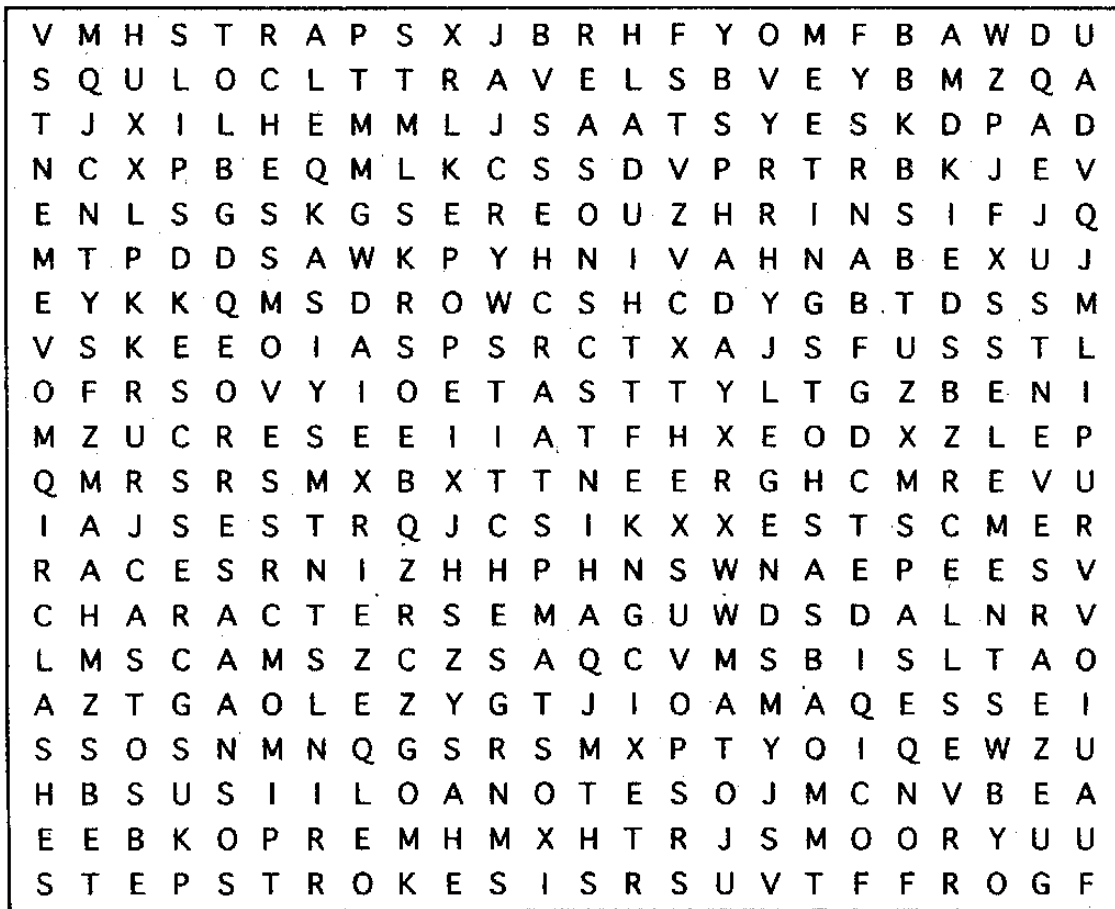 V M H S T R A P S X J B R H F Y O M F B A W D U
S Q U L O C L T T R A V E L S B V E Y B M Z Q A
T J X I L H E M M L J S A A T S Y E S K D P A D
N C X P B E Q M L K C S S D V P R T R B K J E V
E N L S G S K G S E R E O U Z H R I N S I F J Q
M T P D D S A W K P Y H N I V A H N A B E X U J
E Y K K Q M S D R O W C S H C D Y G B T D S S M
V S K E E O I A S P S R C T X A J S F U S S T L
O F R S O V Y I O E T A S T T Y L T G Z B E N I
M Z U C R E S E E I I A T F H X E O D X Z L E P
Q M R S R S M X B X T T N E E R G H C M R E V U
I A J S E S T R Q J C S I K X X E S T S C M E R
R A C E S R N I Z H H P H N S W N A E P E E S V
C H A R A C T E R S E M A G U W D S D A L N R V
L M S C A M S Z C Z S A Q C V M S B I S L T A O
A Z T G A O L E Z Y G T J I O A M A Q E S S E I
S S O S N M N Q G S R S M X P T Y O I Q E W Z U
H B S U S I I L O A N O T E S O J M C N V B E A
E E B K O P R E M H M X H T R J S M O O R Y U U
S T E P S T R O K E S I S R S U V T F F R O G F